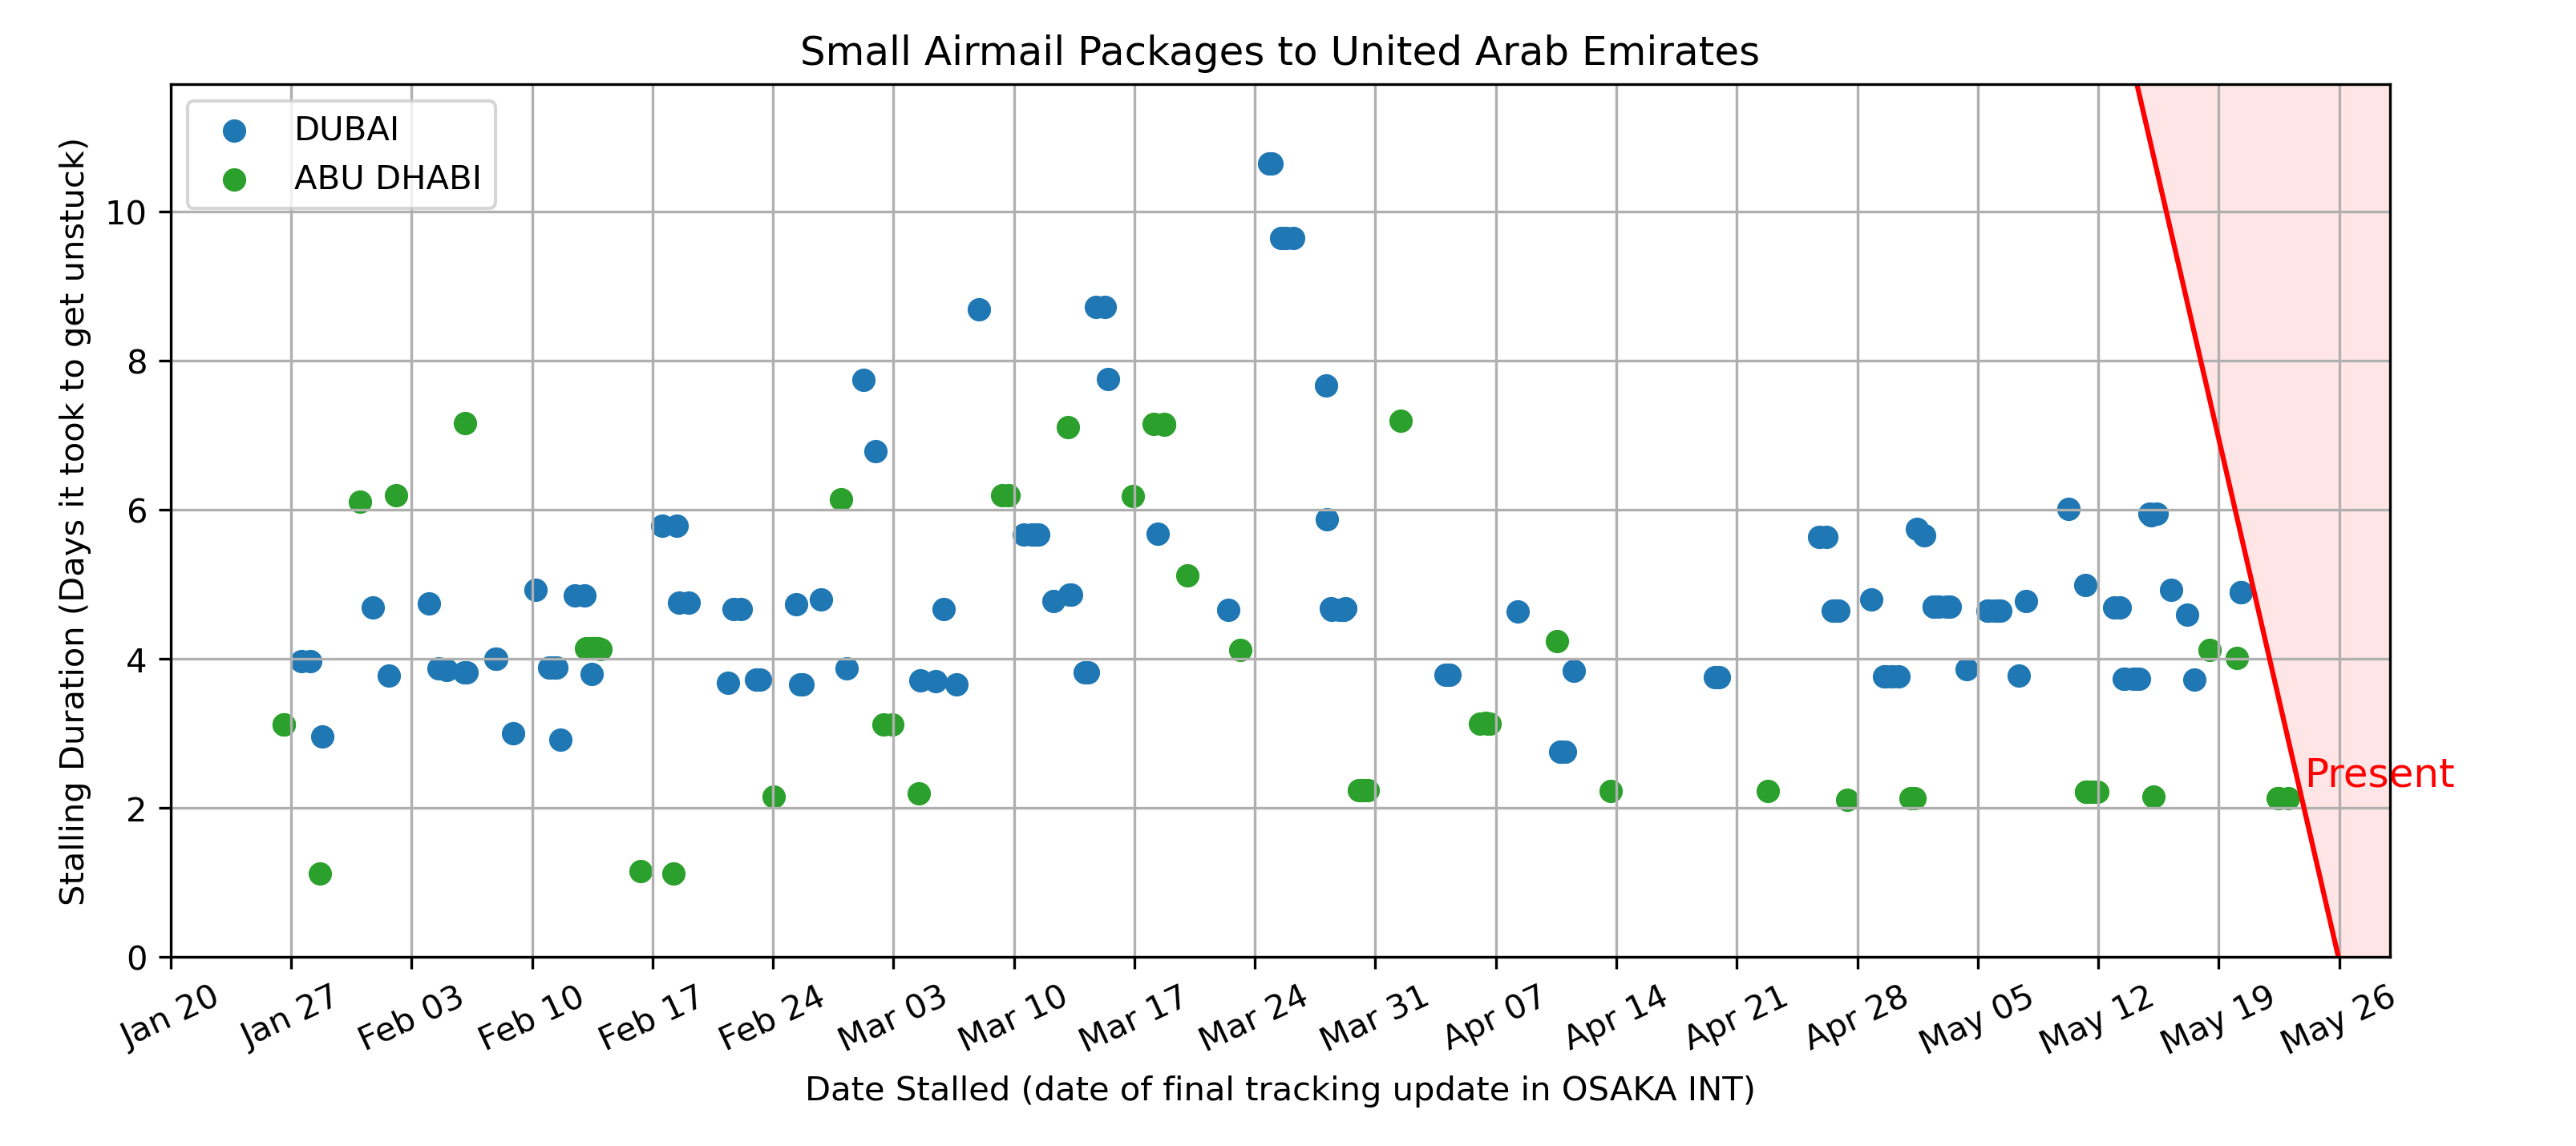 Small Airmail Packages to United Arab Emirates
DUBAI
ABU DHABI
Stalling Duration (Days it took to get unstuck)
10
8
6
4
2
0
Present
Jan 20
Jan 27
Feb 03
Feb 10
Feb 17
Feb 24
Mar 03
Mar 10
Mar 17
Mar 24
Mar 31
Apr 07
Apr 14
Apr 21
Apr 28
May 05
May 12
May 19
May 26
Date Stalled (date of final tracking update in OSAKA INT)